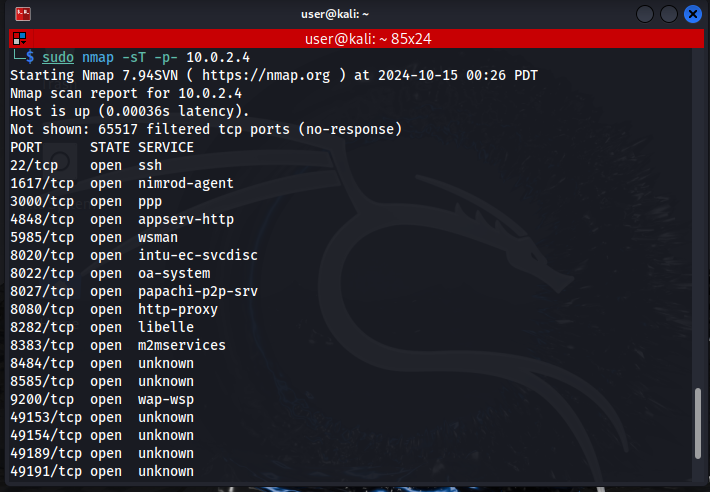 user@kali: ~
user@kali: ~ 85x24
└─$ sudo nmap -sT -p- 10.0.2.4
Starting Nmap 7.94SVN ( https://nmap.org ) at 2024-10-15 00:26 PDT
Nmap scan report for 10.0.2.4
Host is up (0.00036s latency).
Not shown: 65517 filtered tcp ports (no-response)
PORT      STATE SERVICE
22/tcp    open  ssh
1617/tcp  open  nimrod-agent
3000/tcp  open  ppp
4848/tcp  open  appserv-http
5985/tcp  open  wsman
8020/tcp  open  intu-ec-svcdisc
8022/tcp  open  oa-system
8027/tcp  open  papachi-p2p-srv
8080/tcp  open  http-proxy
8282/tcp  open  libelle
8383/tcp  open  m2mservices
8484/tcp  open  unknown
8585/tcp  open  unknown
9200/tcp  open  wap-wsp
49153/tcp open  unknown
49154/tcp open  unknown
49189/tcp open  unknown
49191/tcp open  unknown